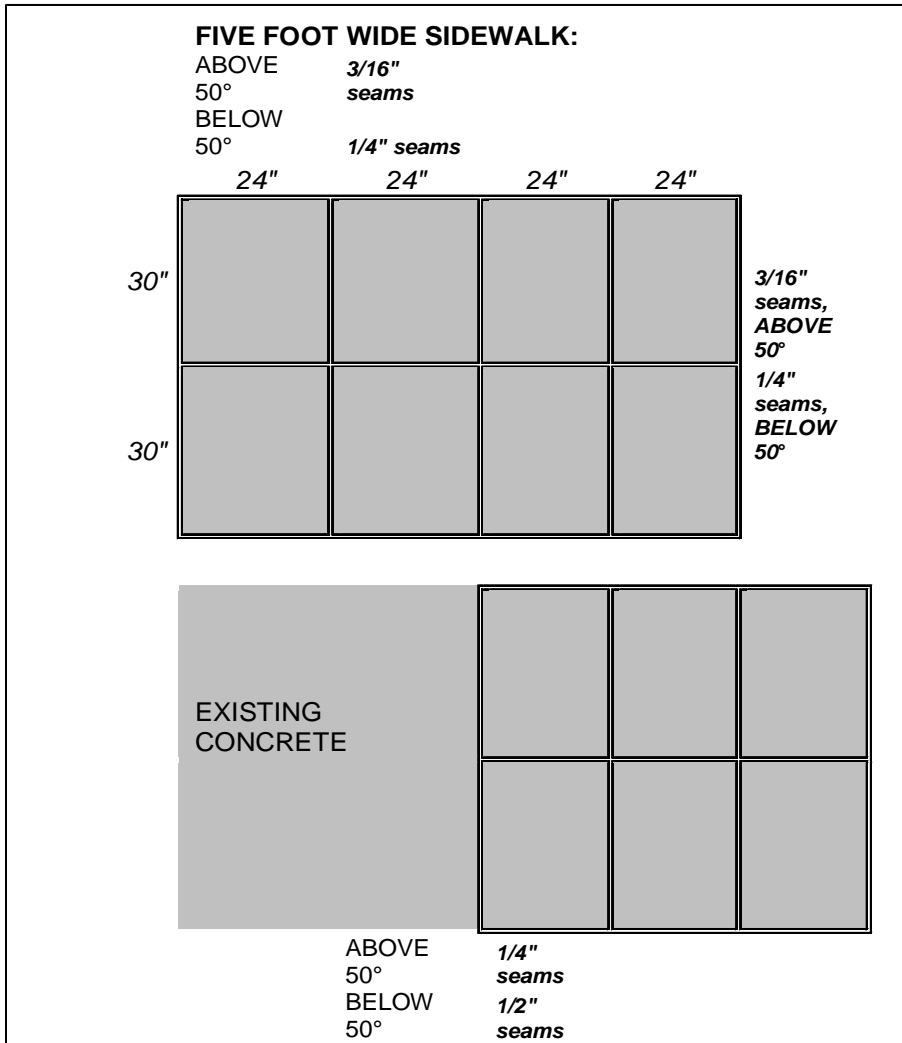 FIVE FOOT WIDE SIDEWALK:
ABOVE 3/16"
50° seams
BELOW
50° 1/4" seams
24" 24" 24" 24"
30"
3/16"
seams,
ABOVE
50°
1/4"
seams,
BELOW
50°
30"
EXISTING
CONCRETE
ABOVE 1/4"
50° seams
BELOW 1/2"
50° seams